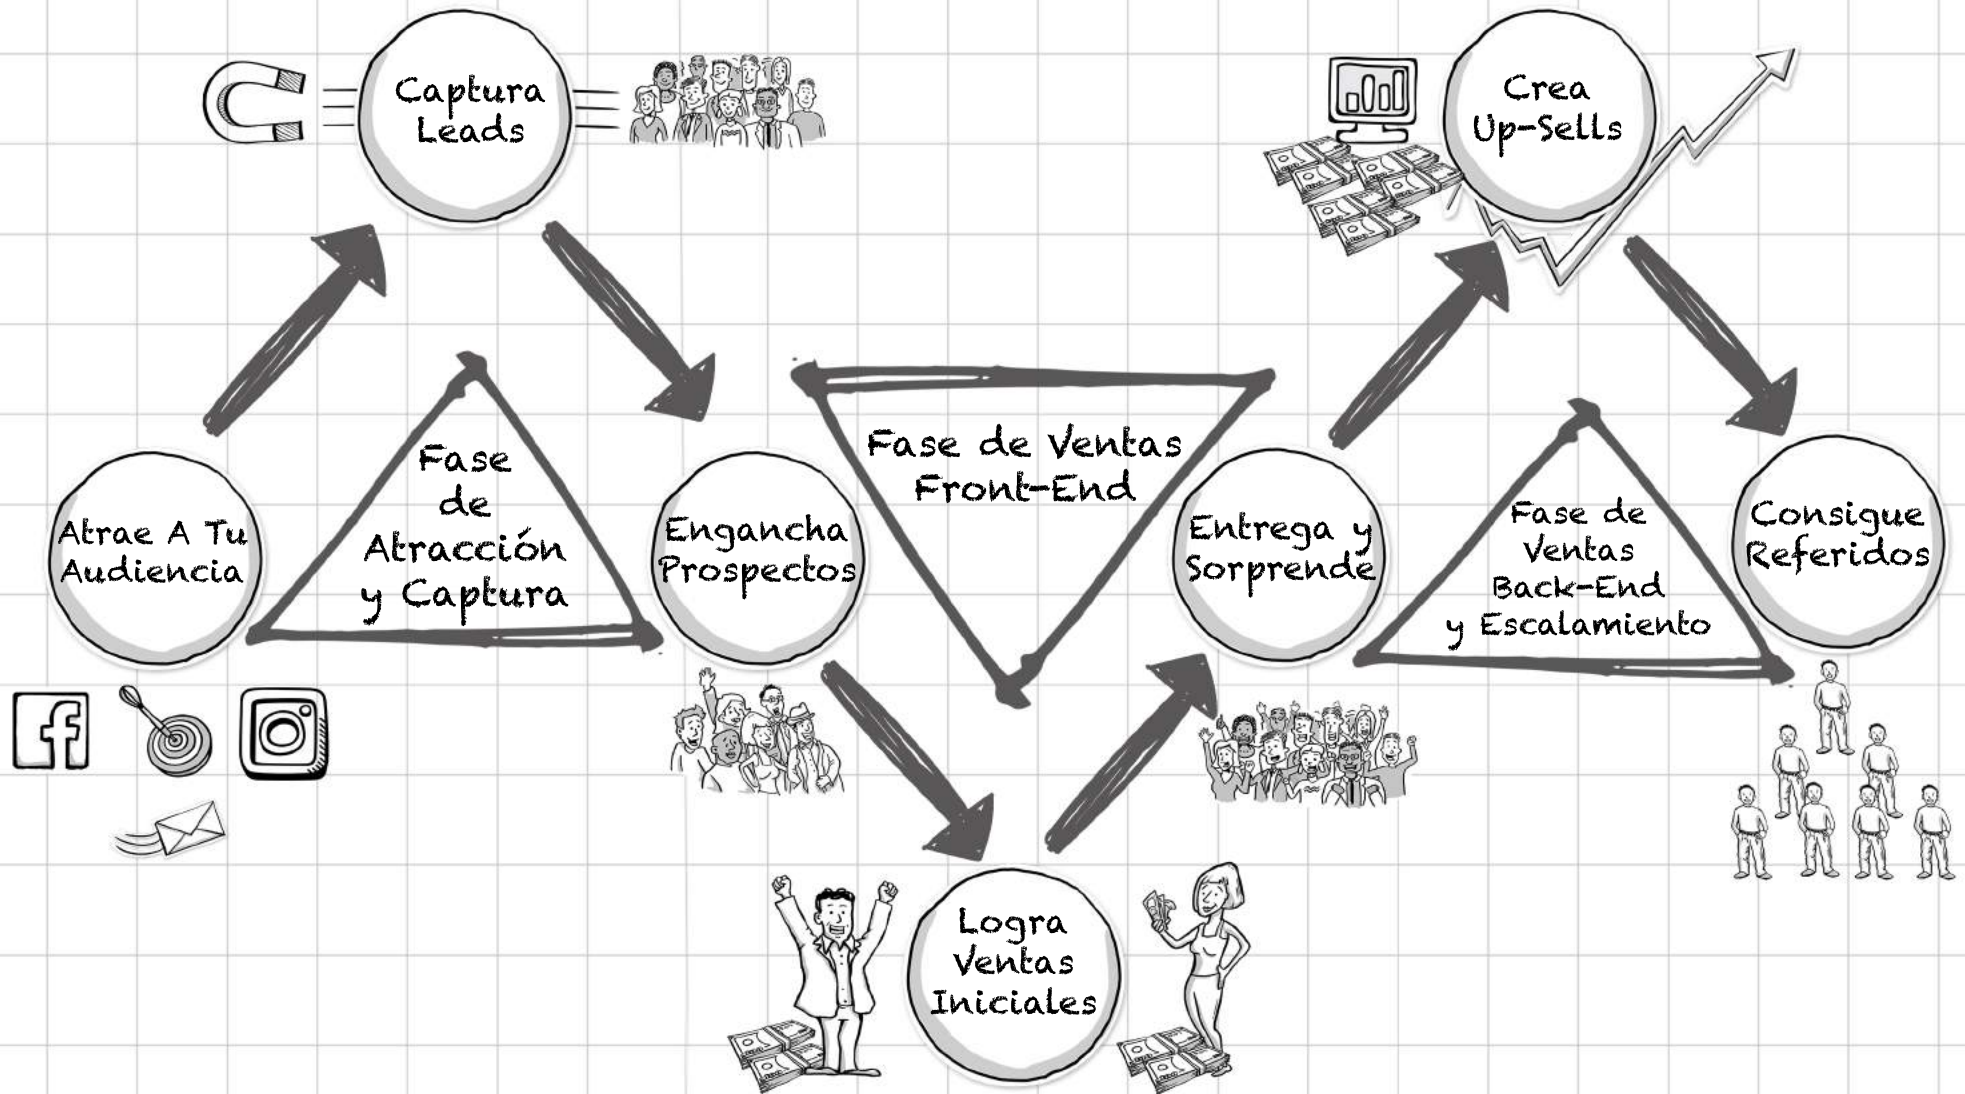 Captura
Leads
Crea
Up-Sells
Atrae A Tu
Audiencia
Fase
de
Atracción
y Captura
Engancha
Prospectos
Fase de Ventas
Front-End
Entrega y
Sorprende
Fase de
Ventas
Back-End
y Escalamiento
Consigue
Referidos
Logra
Ventas
Iniciales